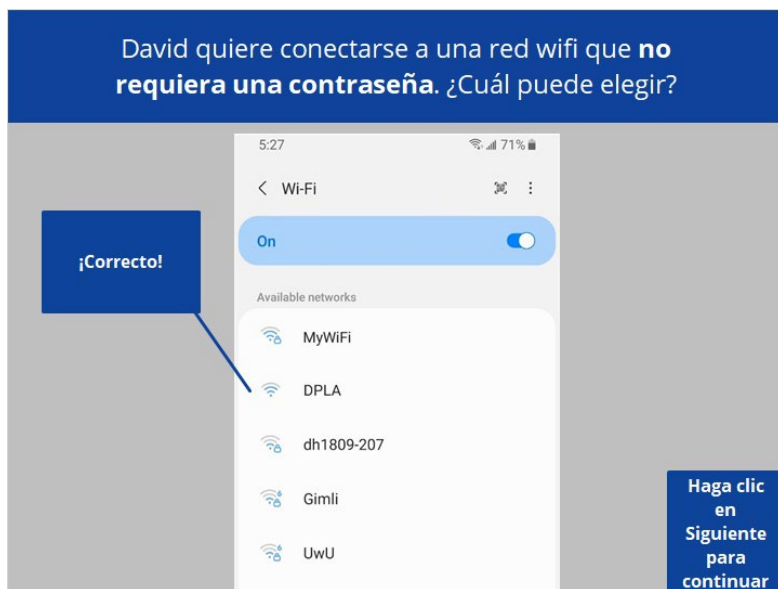 David quiere conectarse a una red wifi que no
requiera una contraseña. ¿Cuál puede elegir?
5:27
71%
Wi-Fi
¡Correcto!
On
Available networks
MyWiFi
DPLA
dh1809-207
Gimli
UwU
Haga clic
en
Siguiente
para
continuar